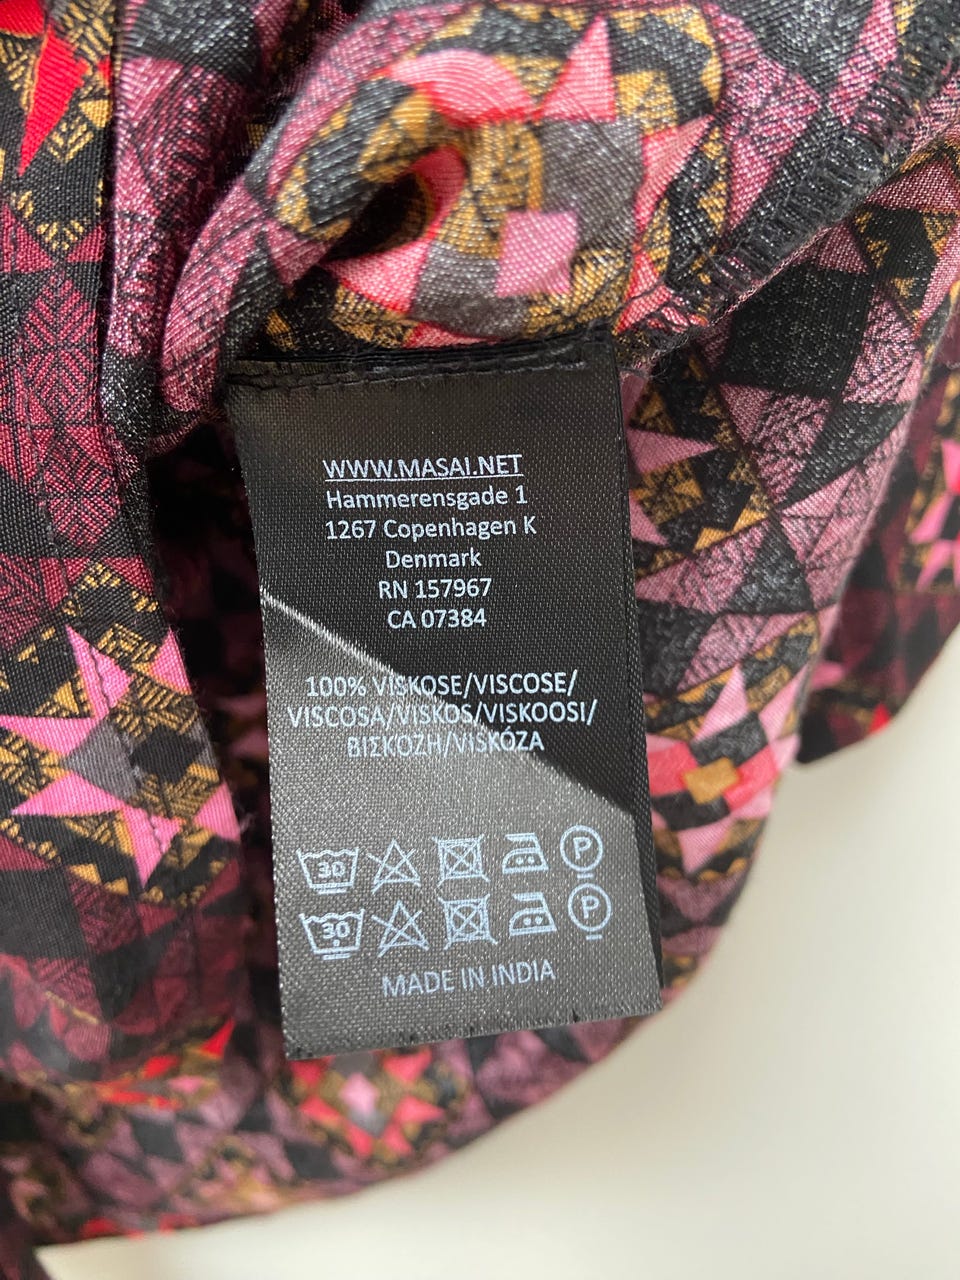 WWW.MASAI.NET
Hammerensgade 1
1267 Copenhagen K
Denmark
RN 157967
CA 07384
100% VISKOSE/VISCOSE/
VISCOSA/VISKOS/VISKOOSI/
ΒΙΣΚΟΖΗ/VISKÓZA
30 P
30 P
MADE IN INDIA